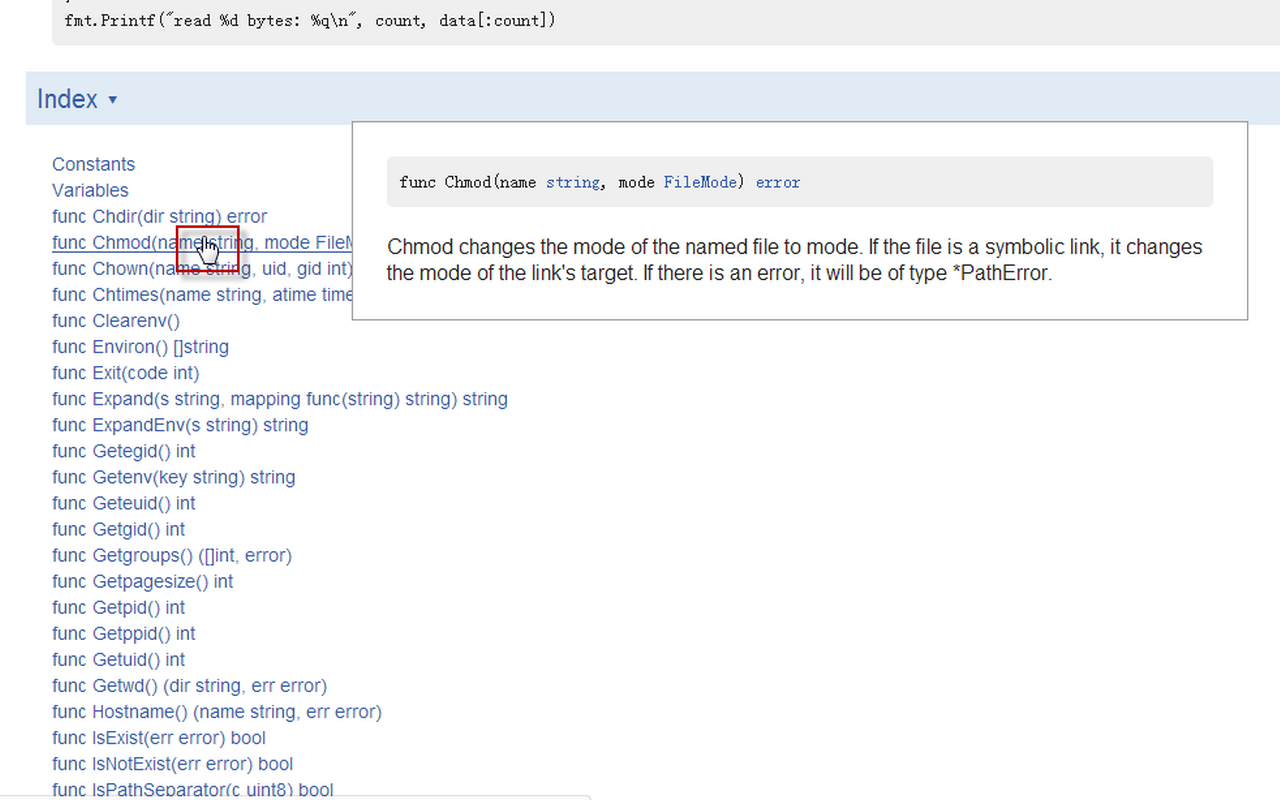 fmt.Printf("read %d bytes: %q\n", count, data[:count])
Index ▾
Constants
Variables
func Chdir(dir string) error
func Chmod(name string, mode FileM
func Chown(name string, uid, gid int)
func Chtimes(name string, atime time
func Clearenv()
func Environ() []string
func Exit(code int)
func Expand(s string, mapping func(string) string) string
func ExpandEnv(s string) string
func Getegid() int
func Getenv(key string) string
func Geteuid() int
func Getgid() int
func Getgroups() ([]int, error)
func Getpagesize() int
func Getpid() int
func Getppid() int
func Getuid() int
func Getwd() (dir string, err error)
func Hostname() (name string, err error)
func IsExist(err error) bool
func IsNotExist(err error) bool
func IsPathSeparator(c uint8) bool
func Chmod(name string, mode FileMode) error
Chmod changes the mode of the named file to mode. If the file is a symbolic link, it changes
the mode of the link's target. If there is an error, it will be of type *PathError.